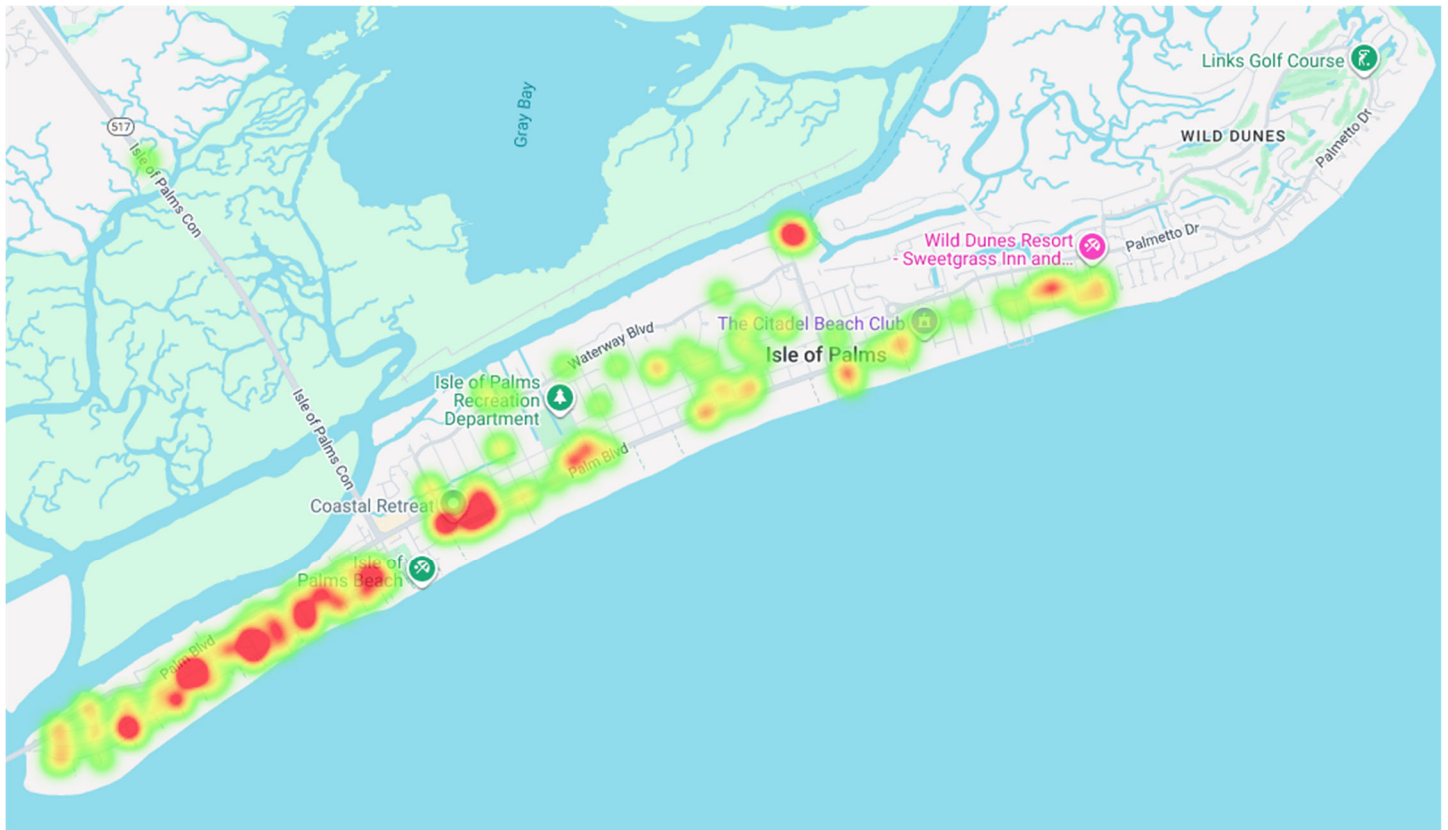 Links Golf Course
Gray Bay
517
Isle of Palms Con
WILD DUNES
Palmetto Dr
Wild Dunes Resort
- Sweetgrass Inn and...
Palmetto Dr
The Citadel Beach Club
Waterway Blvd
Isle of Palms
Isle of Palms
Recreation
Department
Isle of Palms Con
Palm Blvd
Coastal Retreat
Isle of
Palms Beach
Palm Blvd